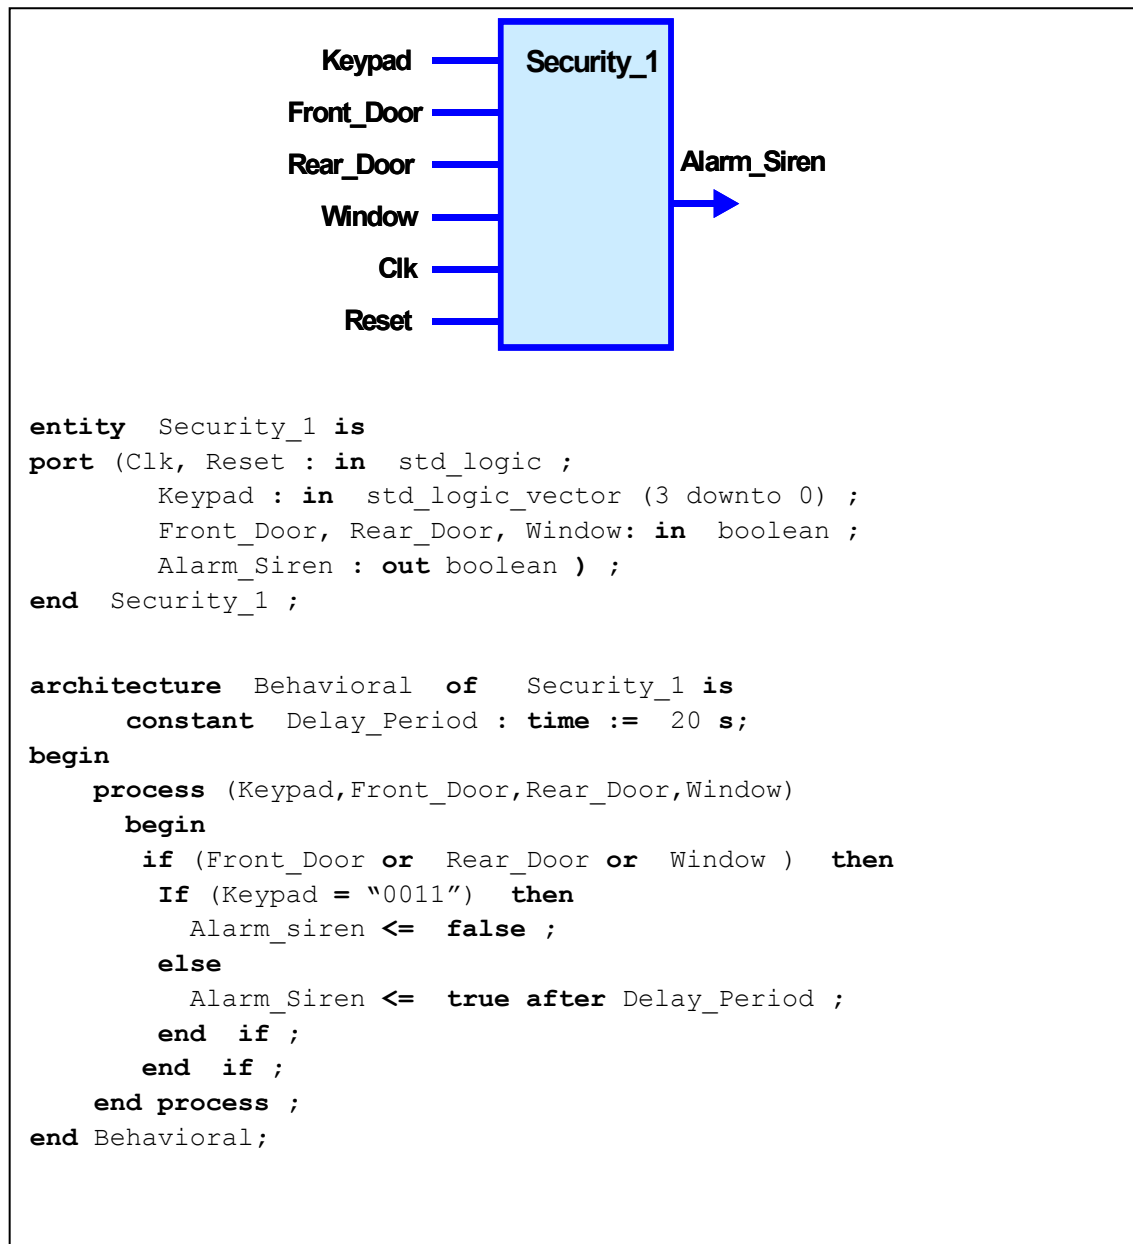 Keypad
Security_1
Front_Door
Rear_Door
Alarm_Siren
Window
Clk
Reset
entity Security_1 is
port (Clk, Reset : in std_logic ;
Keypad : in std_logic_vector (3 downto 0) ;
Front_Door, Rear_Door, Window: in boolean ;
Alarm_Siren : out boolean ) ;
end Security_1 ;
architecture Behavioral of Security_1 is
constant Delay_Period : time := 20 s;
begin
process (Keypad,Front_Door,Rear_Door,Window)
begin
if (Front_Door or Rear_Door or Window ) then
If (Keypad = “0011”) then
Alarm_siren <= false ;
else
Alarm_Siren <= true after Delay_Period ;
end if ;
end if ;
end process ;
end Behavioral;